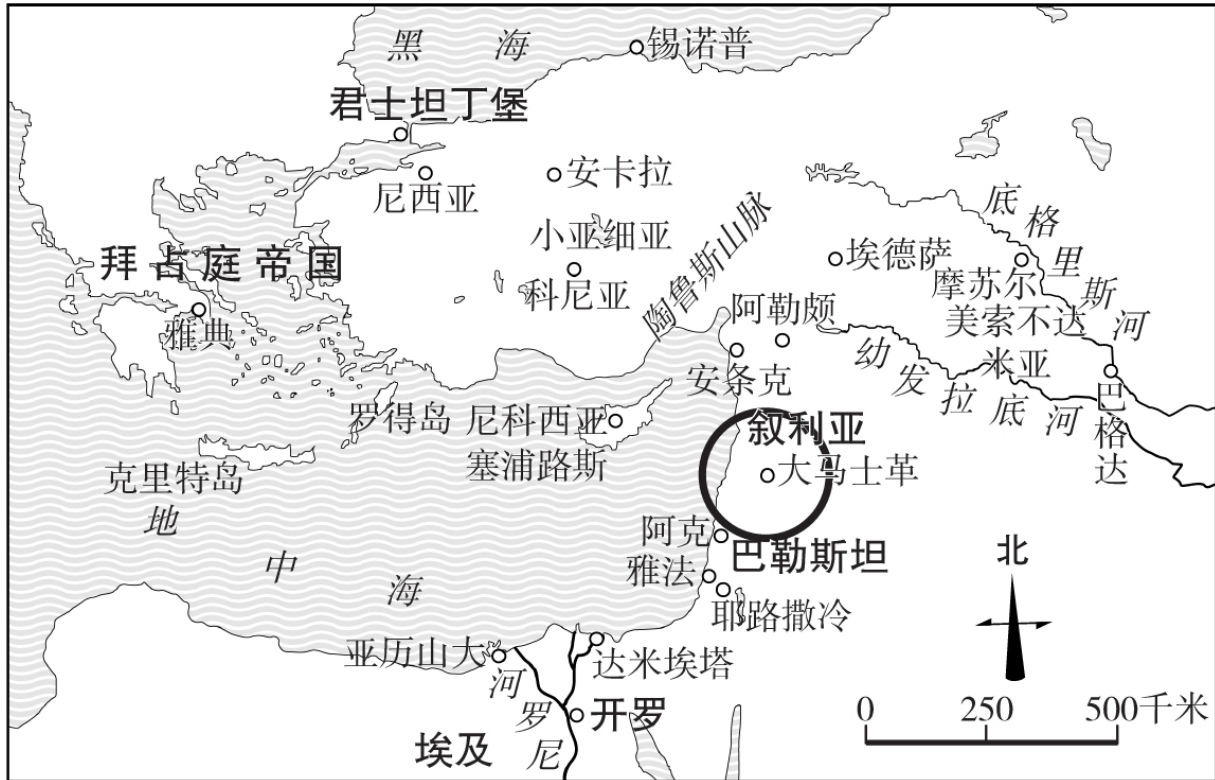 黑海
锡诺普
君士坦丁堡
尼西亚
安卡拉
小亚细亚
科尼亚
拜占庭帝国
雅典
陶鲁斯山脉
埃德萨
底格里斯河
摩苏尔
美索不达
米亚
阿勒颇
安条克
幼发拉底河
巴格达
罗得岛
尼科西亚
塞浦路斯
克里特岛
叙利亚
大马士革
地中海
阿克
巴勒斯坦
雅法
耶路撒冷
北
亚历山大
达米埃塔
河罗尼
开罗
埃及
0 250 500千米